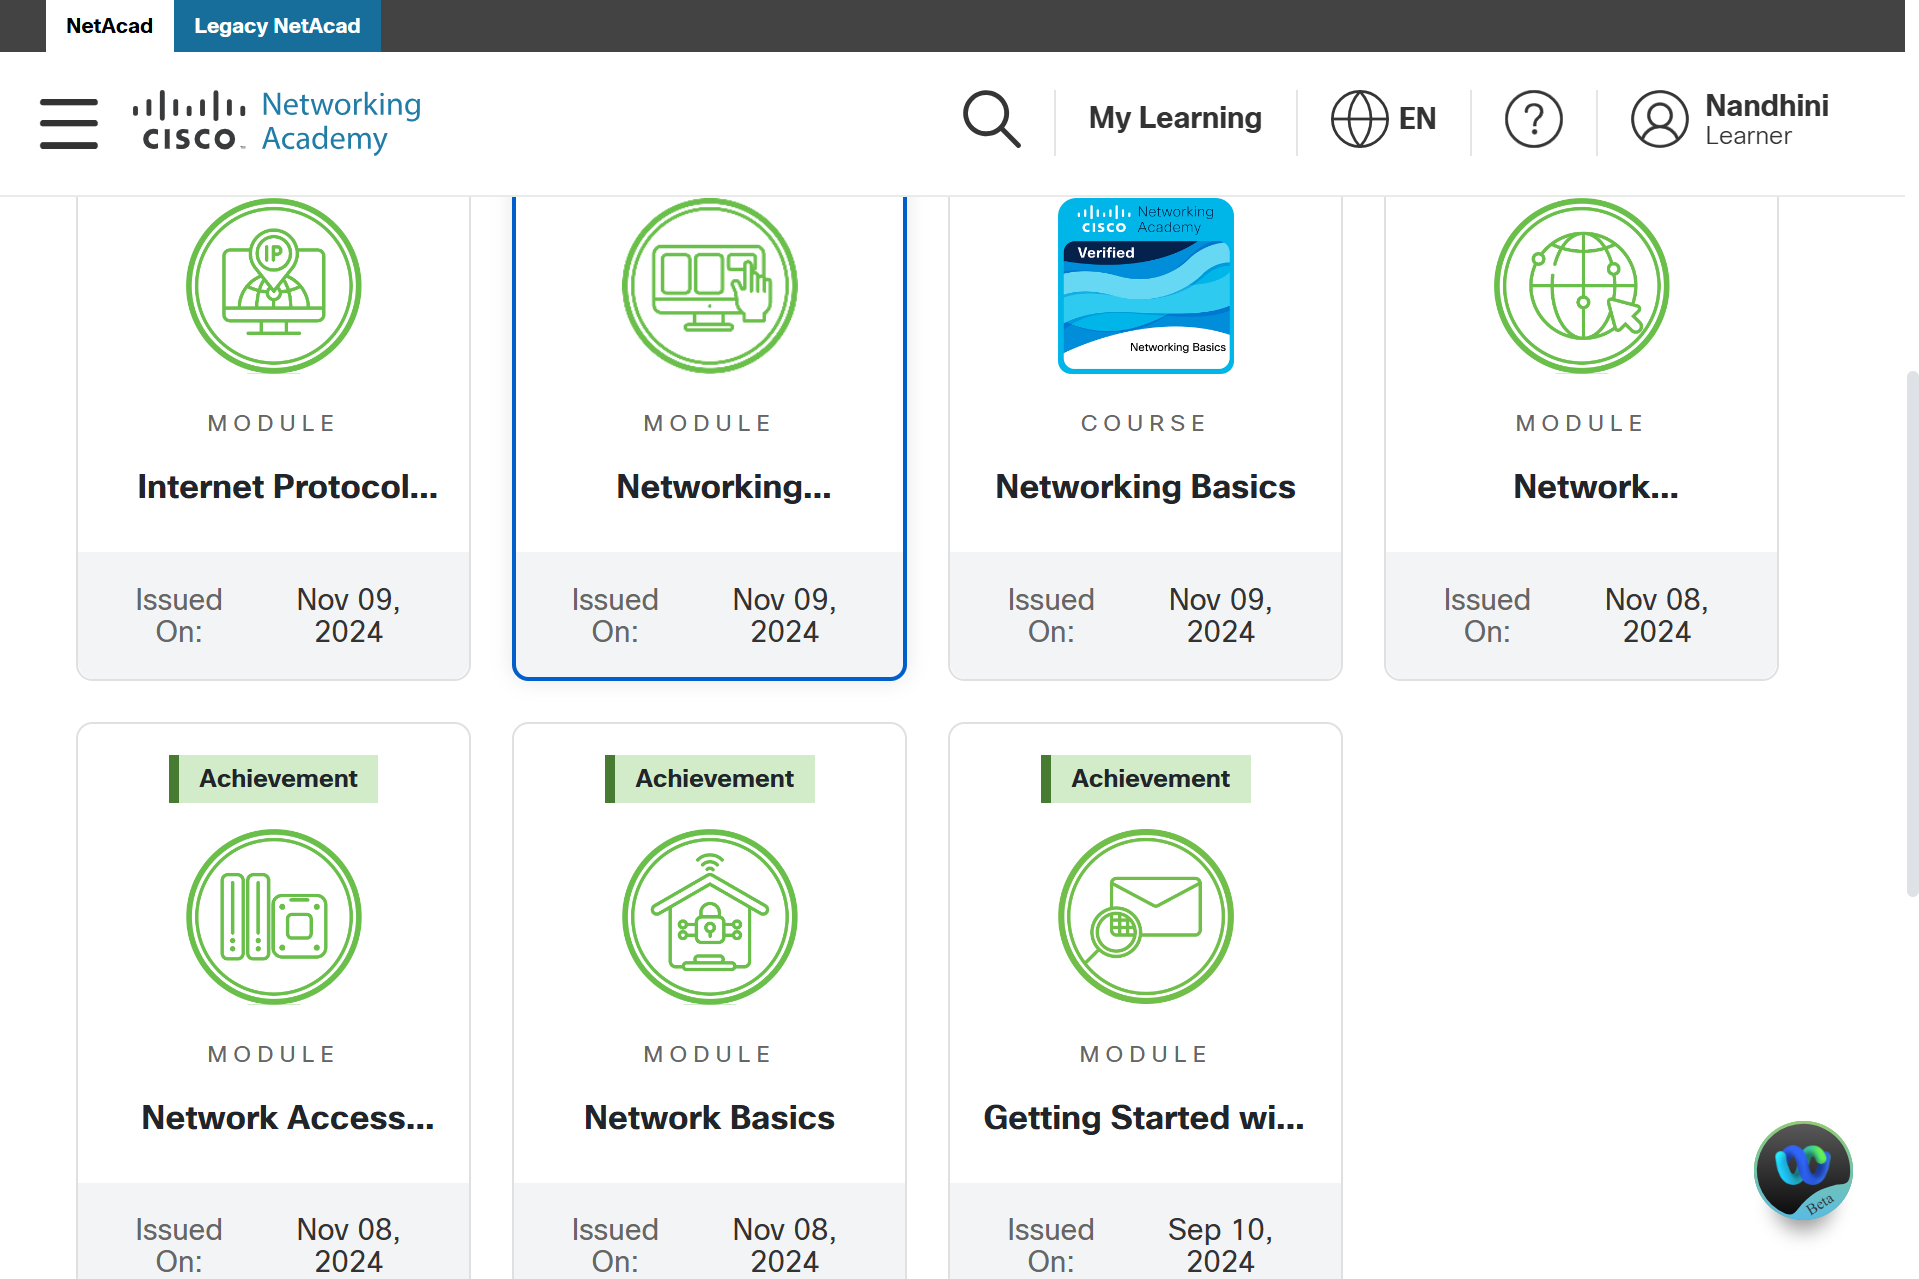 NetAcad
Legacy NetAcad
CISCO
Networking
Academy
My Learning
EN
?
Nandhini
Learner
IP
MODULE
Internet Protocol...
Issued On:
Nov 09, 2024
MODULE
Networking...
Issued On:
Nov 09, 2024
CISCO
Networking
Academy
Verified
Networking Basics
COURSE
Networking Basics
Issued On:
Nov 09, 2024
MODULE
Network...
Issued On:
Nov 08, 2024
Achievement
MODULE
Network Access...
Issued On:
Nov 08, 2024
Achievement
MODULE
Network Basics
Issued On:
Nov 08, 2024
Achievement
MODULE
Getting Started wi...
Issued On:
Sep 10, 2024
Beta